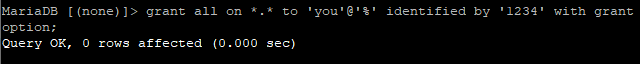 MariaDB [(none)]> grant all on *.* to 'you'@'%' identified by '1234' with grant
option;
Query OK, 0 rows affected (0.000 sec)